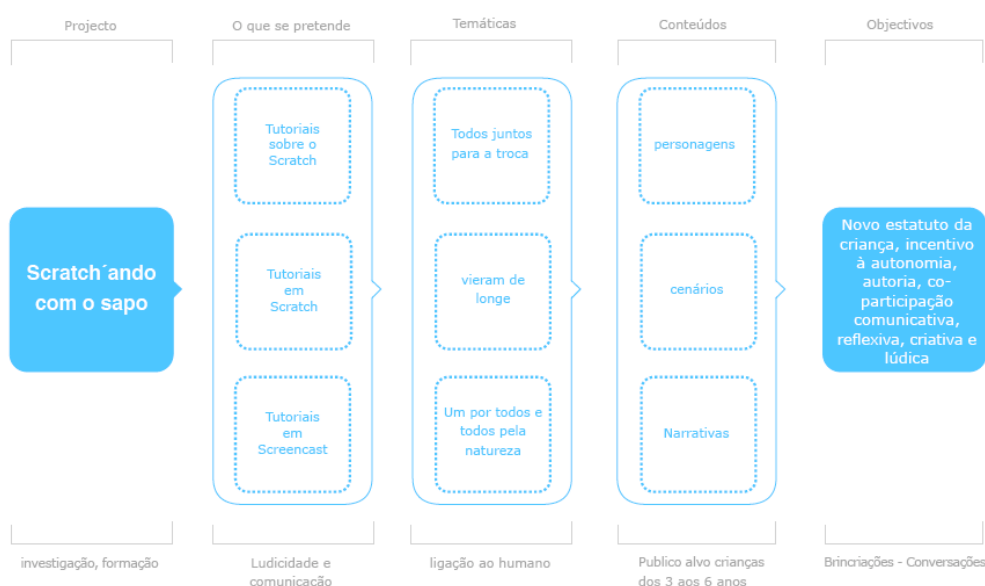 Projecto
O que se pretende
Temáticas
Conteúdos
Objectivos
Scratch´ando
com o sapo
Tutoriais
sobre o
Scratch
Tutoriais
em
Scratch
Tutoriais
em
Screencast
Todos juntos
para a troca
vieram de
longe
Um por todos e
todos pela
natureza
personagens
cenários
Narrativas
Novo estatuto da
criança, incentivo
à autonomia,
autoria, co-
participação
comunicativa,
reflexiva, criativa e
lúdica
investigação, formação
Ludicidade e
comunicação
ligação ao humano
Publico alvo crianças
dos 3 aos 6 anos
Brincriações - Conversações